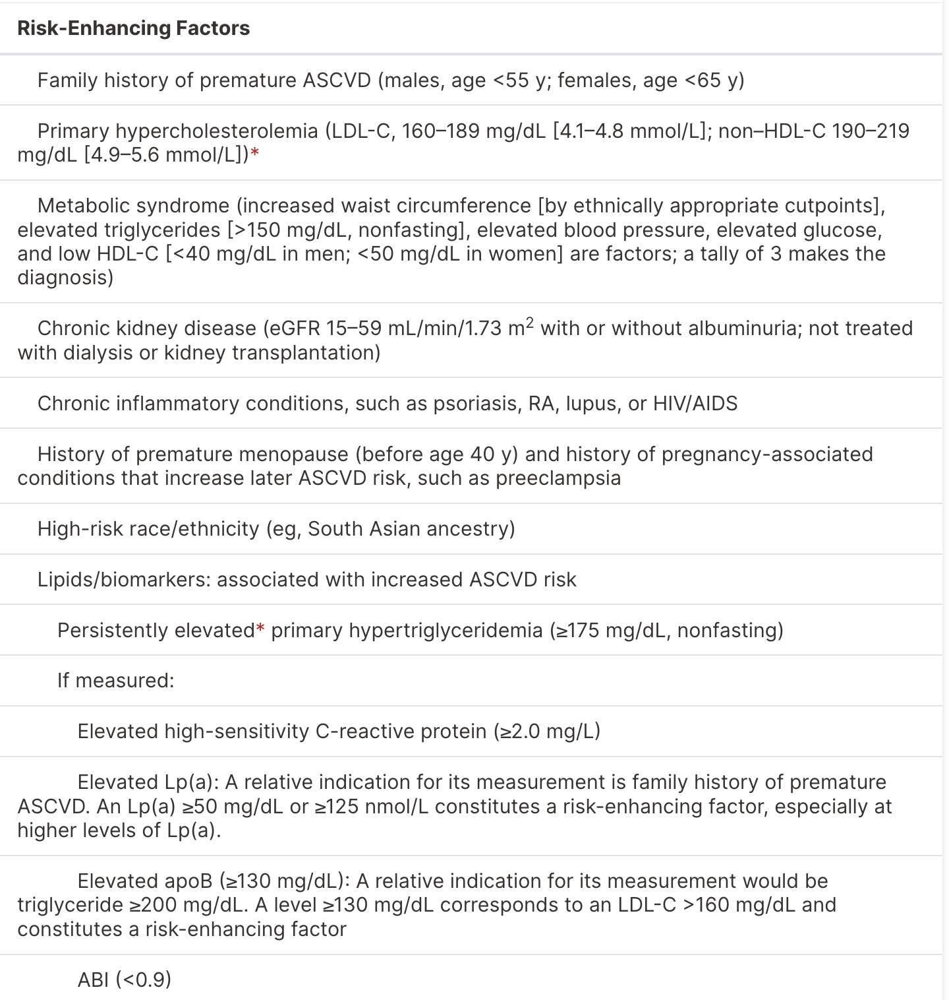 Risk-Enhancing Factors
Family history of premature ASCVD (males, age <55 y; females, age <65 y)
Primary hypercholesterolemia (LDL-C, 160–189 mg/dL [4.1–4.8 mmol/L]; non–HDL-C 190–219
mg/dL [4.9–5.6 mmol/L])*
Metabolic syndrome (increased waist circumference [by ethnically appropriate cutpoints],
elevated triglycerides [>150 mg/dL, nonfasting], elevated blood pressure, elevated glucose,
and low HDL-C [<40 mg/dL in men; <50 mg/dL in women] are factors; a tally of 3 makes the
diagnosis)
Chronic kidney disease (eGFR 15–59 mL/min/1.73 m² with or without albuminuria; not treated
with dialysis or kidney transplantation)
Chronic inflammatory conditions, such as psoriasis, RA, lupus, or HIV/AIDS
History of premature menopause (before age 40 y) and history of pregnancy-associated
conditions that increase later ASCVD risk, such as preeclampsia
High-risk race/ethnicity (eg, South Asian ancestry)
Lipids/biomarkers: associated with increased ASCVD risk
Persistently elevated* primary hypertriglyceridemia (≥175 mg/dL, nonfasting)
If measured:
Elevated high-sensitivity C-reactive protein (≥2.0 mg/L)
Elevated Lp(a): A relative indication for its measurement is family history of premature
ASCVD. An Lp(a) ≥50 mg/dL or ≥125 nmol/L constitutes a risk-enhancing factor, especially at
higher levels of Lp(a).
Elevated apoB (≥130 mg/dL): A relative indication for its measurement would be
triglyceride ≥200 mg/dL. A level ≥130 mg/dL corresponds to an LDL-C >160 mg/dL and
constitutes a risk-enhancing factor
ABI (<0.9)